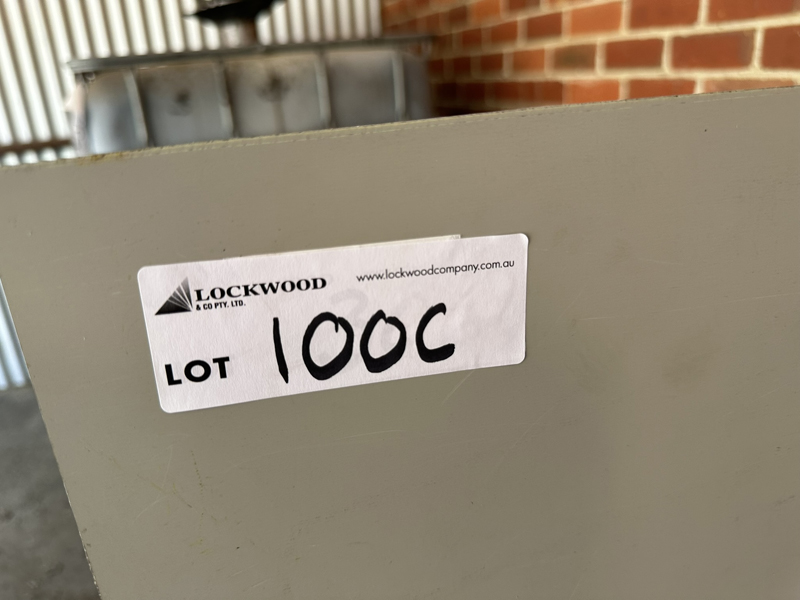 LOCKWOOD
& CO PTY. LTD.
www.lockwoodcompany.com.au
LOT 100C